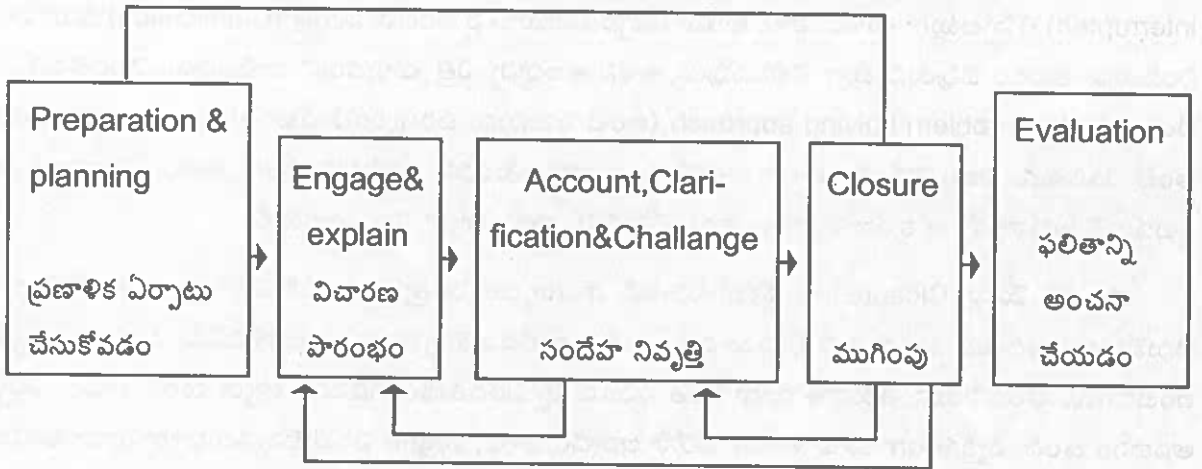 Preparation &
planning
ప్రణాళిక ఏర్పాటు
చేసుకోవడం
Engage&
explain
విచారణ
పారంభం
Account,Clari-
fication&Challange
సందేహ నివృత్తి
Closure
ముగింపు
Evaluation
ఫలితాన్ని
అంచనా
చేయడం